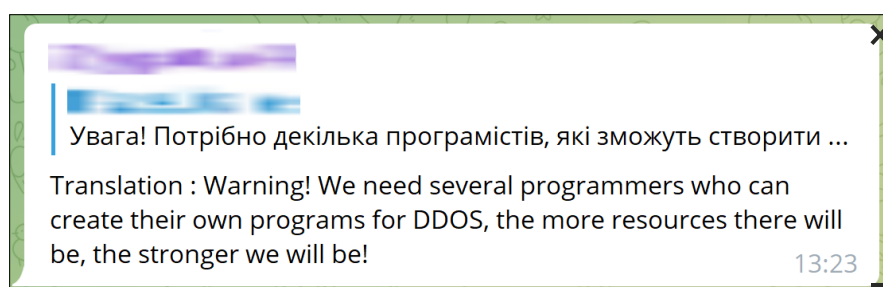 Увага! Потрібно декілька програмістів, які зможуть створити ...
Translation : Warning! We need several programmers who can
create their own programs for DDOS, the more resources there will
be, the stronger we will be!
13:23